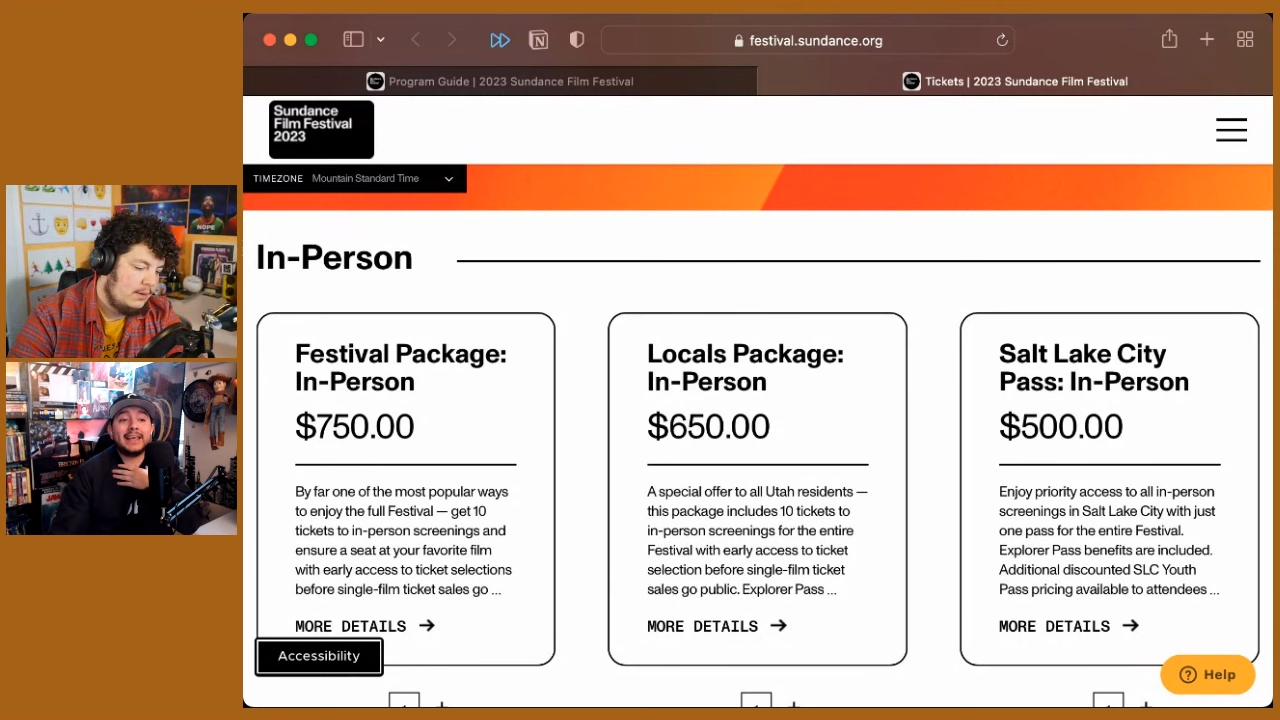 festival.sundance.org
Program Guide | 2023 Sundance Film Festival
Tickets | 2023 Sundance Film Festival
Sundance
Film Festival
2023
TIMEZONE Mountain Standard Time
In-Person
Festival Package:
In-Person
$750.00
By far one of the most popular ways
to enjoy the full Festival — get 10
tickets to in-person screenings and
ensure a seat at your favorite film
with early access to ticket selections
before single-film ticket sales go ...
MORE DETAILS →
Locals Package:
In-Person
$650.00
A special offer to all Utah residents —
this package includes 10 tickets to
in-person screenings for the entire
Festival with early access to ticket
selection before single-film ticket
sales go public. Explorer Pass ...
MORE DETAILS →
Salt Lake City
Pass: In-Person
$500.00
Enjoy priority access to all in-person
screenings in Salt Lake City with just
one pass for the entire Festival.
Explorer Pass benefits are included.
Additional discounted SLC Youth
Pass pricing available to attendees ...
MORE DETAILS →
Accessibility
Help
NOPE